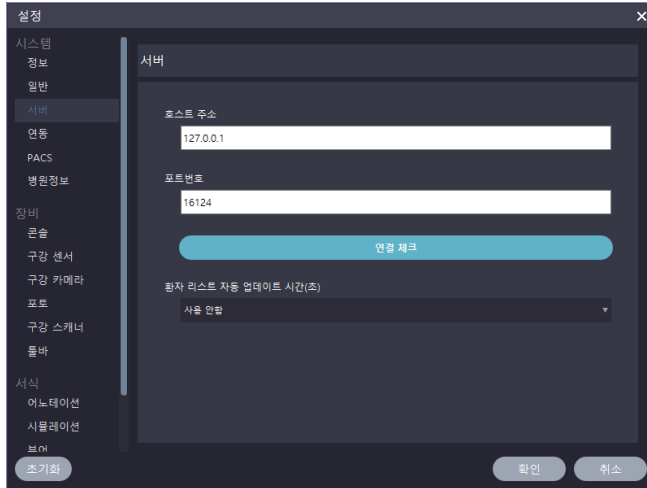 설정
시스템
정보
일반
서버
연동
PACS
병원정보
장비
콘솔
구강 센서
구강 카메라
포토
구강 스캐너
툴바
서식
어노테이션
시뮬레이션
뷰어
초기화
서버
호스트 주소
127.0.0.1
포트번호
16124
연결 체크
환자 리스트 자동 업데이트 시간(초)
사용 안함
확인
취소